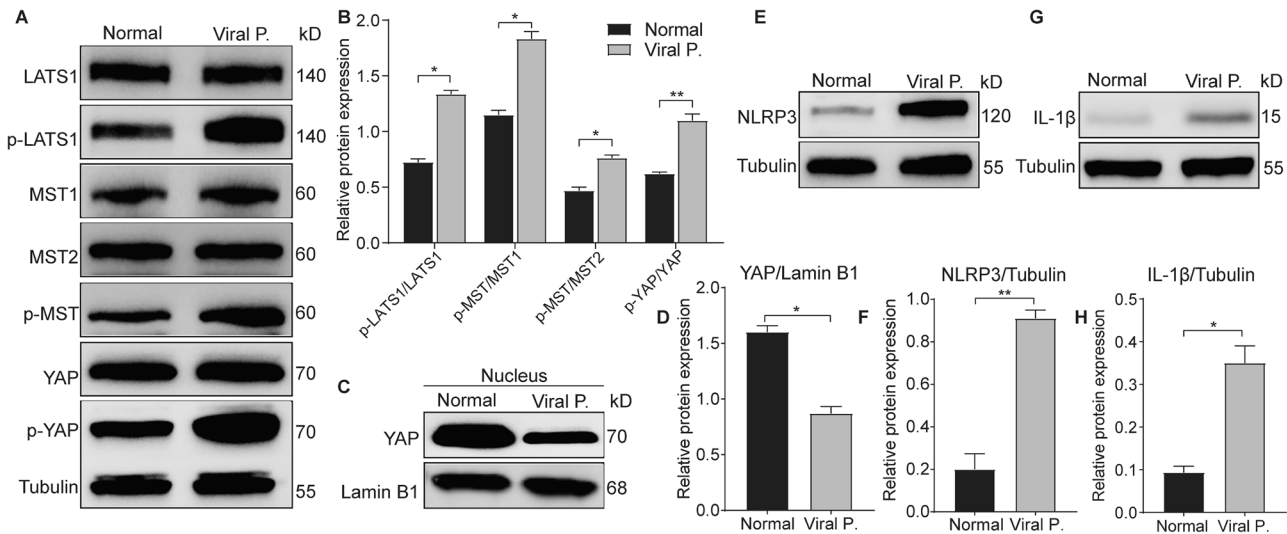 A
Normal
Viral P.
kD
LATS1
140
p-LATS1
140
MST1
60
MST2
60
p-MST
60
YAP
70
p-YAP
70
Tubulin
55
B
Relative protein expression
2.0
1.5
1.0
0.5
0.0
*
*
*
**
Normal
Viral P.
p-LATS1/LATS1
p-MST/MST1
p-MST/MST2
p-YAP/YAP
C
Nucleus
Normal
Viral P.
kD
YAP
70
Lamin B1
68
D
YAP/Lamin B1
Relative protein expression
2.0
1.5
1.0
0.5
0.0
*
Normal
Viral P.
E
Normal
Viral P.
kD
NLRP3
120
Tubulin
55
F
NLRP3/Tubulin
Relative protein expression
1.0
0.8
0.6
0.4
0.2
0.0
**
Normal
Viral P.
G
Normal
Viral P.
kD
IL-1β
15
Tubulin
55
H
IL-1β/Tubulin
Relative protein expression
0.5
0.4
0.3
0.2
0.1
0.0
*
Normal
Viral P.